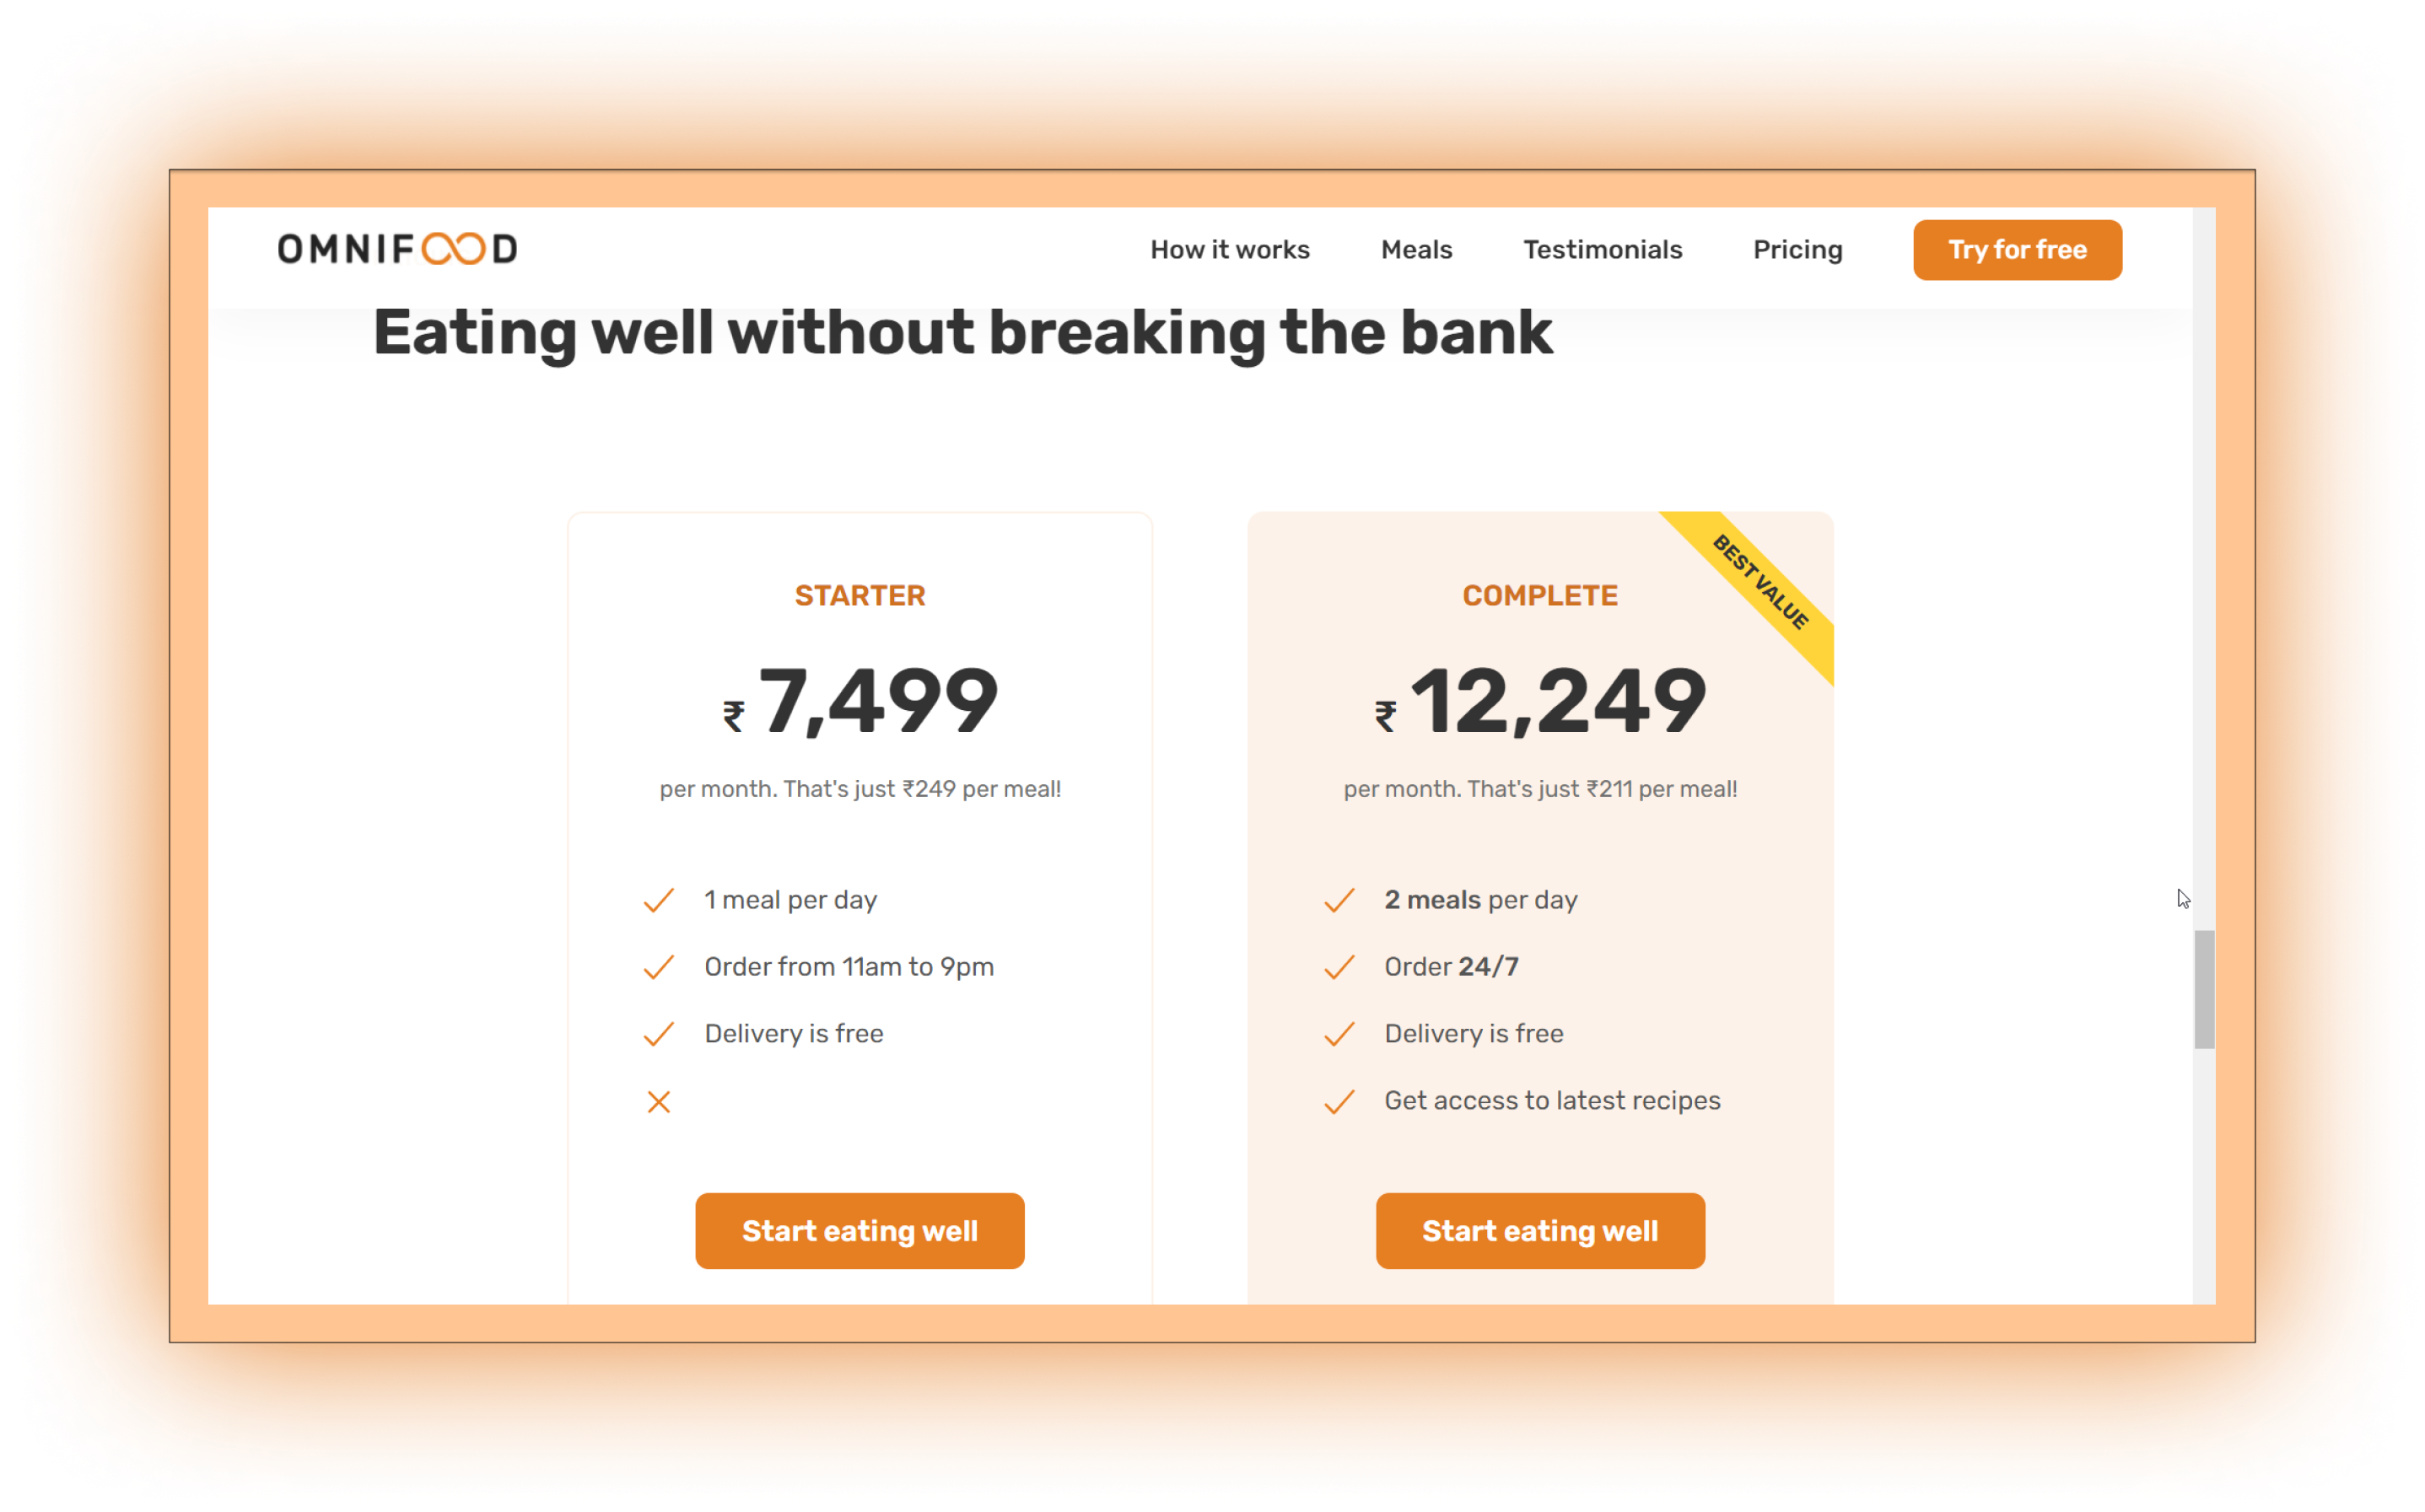 OMNIFOOD
How it works
Meals
Testimonials
Pricing
Try for free
Eating well without breaking the bank
STARTER
₹ 7,499
per month. That's just ₹249 per meal!
1 meal per day
Order from 11am to 9pm
Delivery is free
Start eating well
BEST VALUE
COMPLETE
₹ 12,249
per month. That's just ₹211 per meal!
2 meals per day
Order 24/7
Delivery is free
Get access to latest recipes
Start eating well